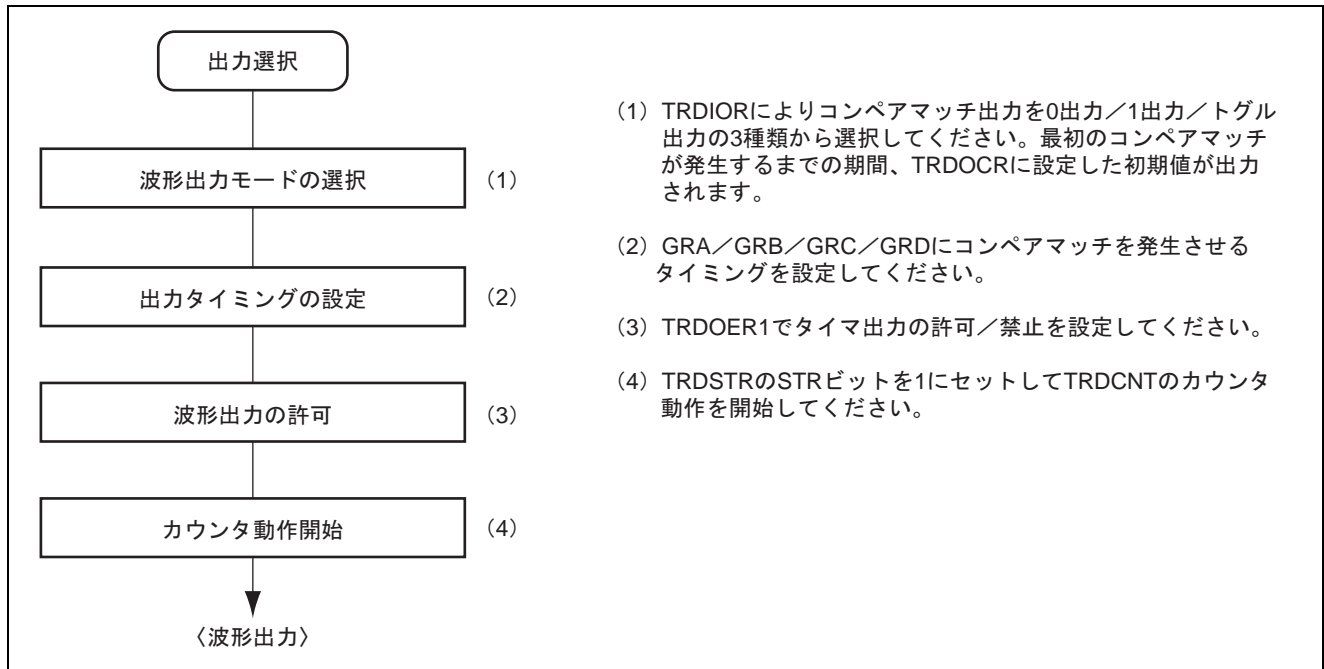 出力選択
波形出力モードの選択
(1)
出力タイミングの設定
(2)
波形出力の許可
(3)
カウンタ動作開始
(4)
〈波形出力〉
(1) TRDIORによりコンペアマッチ出力を0出力／1出力／トグル
出力の3種類から選択してください。最初のコンペアマッチ
が発生するまでの期間、TRDOCRに設定した初期値が出力
されます。
(2) GRA／GRB／GRC／GRDにコンペアマッチを発生させる
タイミングを設定してください。
(3) TRDOER1でタイマ出力の許可／禁止を設定してください。
(4) TRDSTRのSTRビットを1にセットしてTRDCNTのカウンタ
動作を開始してください。